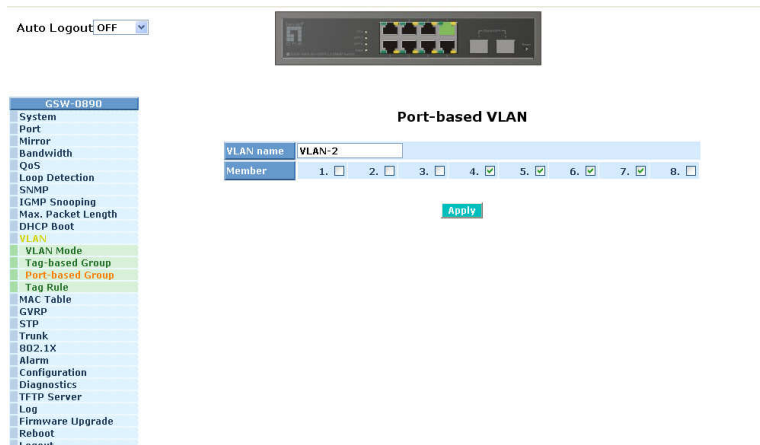 Auto Logout OFF
GSW-0890
System
Port
Mirror
Bandwidth
QoS
Loop Detection
SNMP
IGMP Snooping
Max. Packet Length
DHCP Boot
VLAN
VLAN Mode
Tag-based Group
Port-based Group
Tag Rule
MAC Table
GVRP
STP
Trunk
802.1X
Alarm
Configuration
Diagnostics
TFTP Server
Log
Firmware Upgrade
Reboot
Logout
Port-based VLAN
VLAN name VLAN-2
Member 1. 2. 3. 4. 5. 6. 7. 8.
Apply